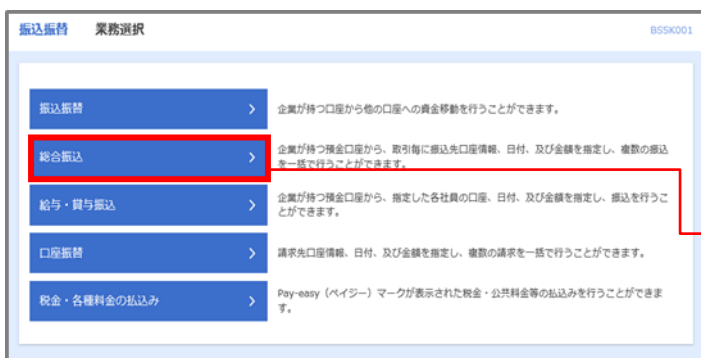 振込振替 業務選択 BSSK001
振込振替 > 企業が持つ口座から他の口座への資金移動を行うことができます。
総合振込 > 企業が持つ預金口座から、取引毎に振込先口座情報、日付、及び金額を指定し、複数の振込
を一括で行うことができます。
給与・賞与振込 > 企業が持つ預金口座から、指定した各社員の口座、日付、及び金額を指定し、振込を行うこ
とができます。
口座振替 > 請求先口座情報、日付、及び金額を指定し、複数の請求を一括で行うことができます。
税金・各種料金の払込み > Pay-easy（ペイジー）マークが表示された税金・公共料金等の払込みを行うことができま
す。